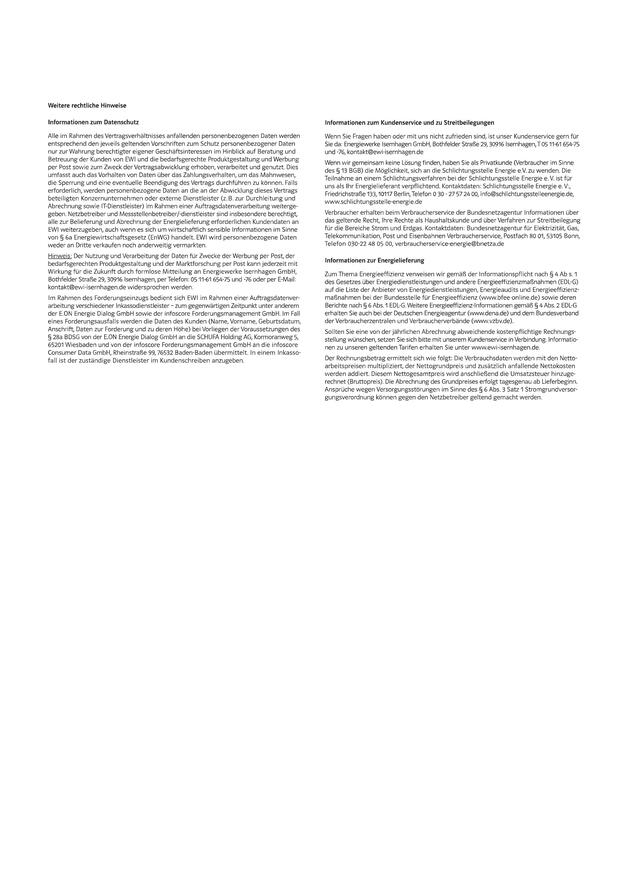 Weitere rechtliche Hinweise
Informationen zum Datenschutz
Alle im Rahmen des Vertragsverhältnisses anfallenden personenbezogenen Daten werden
entsprechend den jeweils geltenden Vorschriften zum Schutz personenbezogener Daten
nur zur Wahrung berechtigter eigener Geschäftsinteressen im Hinblick auf Beratung und
Betreuung der Kunden von EWI und die bedarfsgerechte Produktgestaltung und Werbung
per Post sowie zum Zweck der Vertragsabwicklung erhoben, verarbeitet und genutzt. Dies
umfasst auch das Vorhalten von Daten über das Zahlungsverhalten, um das Mahnwesen,
die Sperrung und eine eventuelle Beendigung des Vertrags durchführen zu können. Falls
erforderlich, werden personenbezogene Daten an die an der Abwicklung dieses Vertrags
beteiligten Konzernunternehmen oder externe Dienstleister (z. B. zur Durchleitung und
Abrechnung sowie IT-Dienstleister) im Rahmen einer Auftragsdatenverarbeitung weiterge-
geben. Netzbetreiber und Messstellenbetreiber/-dienstleister sind insbesondere berechtigt,
alle zur Belieferung und Abrechnung der Energielieferung erforderlichen Kundendaten an
EWI weiterzugeben, auch wenn es sich um wirtschaftlich sensible Informationen im Sinne
von § 6a Energiewirtschaftsgesetz (EnWG) handelt. EWI wird personenbezogene Daten
weder an Dritte verkaufen noch anderweitig vermarkten.
Hinweis: Der Nutzung und Verarbeitung der Daten für Zwecke der Werbung per Post, der
bedarfsgerechten Produktgestaltung und der Marktforschung per Post kann jederzeit mit
Wirkung für die Zukunft durch formlose Mitteilung an Energiewerke Isernhagen GmbH,
Bothfelder Straße 29, 30916 Isernhagen, per Telefon: 05 11-61 654-75 und -76 oder per E-Mail:
kontakt@ewi-isernhagen.de widersprochen werden.
Im Rahmen des Forderungseinzugs bedient sich EWI im Rahmen einer Auftragsdatenver-
arbeitung verschiedener Inkassodienstleister – zum gegenwärtigen Zeitpunkt unter anderem
der E.ON Energie Dialog GmbH sowie der infoscore Forderungsmanagement GmbH. Im Fall
eines Forderungsausfalls werden die Daten des Kunden (Name, Vorname, Geburtsdatum,
Anschrift, Daten zur Forderung und zu deren Höhe) bei Vorliegen der Voraussetzungen des
§ 28a BDSG von der E.ON Energie Dialog GmbH an die SCHUFA Holding AG, Kormoranweg 5,
65201 Wiesbaden und von der infoscore Forderungsmanagement GmbH an die infoscore
Consumer Data GmbH, Rheinstraße 99, 76532 Baden-Baden übermittelt. In einem Inkasso-
fall ist der zuständige Dienstleister im Kundenschreiben anzugeben.
Informationen zum Kundenservice und zu Streitbeilegungen
Wenn Sie Fragen haben oder mit uns nicht zufrieden sind, ist unser Kundenservice gern für
Sie da: Energiewerke Isernhagen GmbH, Bothfelder Straße 29, 30916 Isernhagen, T 05 11-61 654-75
und -76, kontakt@ewi-isernhagen.de
Wenn wir gemeinsam keine Lösung finden, haben Sie als Privatkunde (Verbraucher im Sinne
des § 13 BGB) die Möglichkeit, sich an die Schlichtungsstelle Energie e.V. zu wenden. Die
Teilnahme an einem Schlichtungsverfahren bei der Schlichtungsstelle Energie e. V. ist für
uns als Ihr Energielieferant verpflichtend. Kontaktdaten: Schlichtungsstelle Energie e. V.,
Friedrichstraße 133, 10117 Berlin, Telefon 0 30 - 27 57 24 00, info@schlichtungsstelleenergie.de,
www.schlichtungsstelle-energie.de
Verbraucher erhalten beim Verbraucherservice der Bundesnetzagentur Informationen über
das geltende Recht, Ihre Rechte als Haushaltskunde und über Verfahren zur Streitbeilegung
für die Bereiche Strom und Erdgas. Kontaktdaten: Bundesnetzagentur für Elektrizität, Gas,
Telekommunikation, Post und Eisenbahnen Verbraucherservice, Postfach 80 01, 53105 Bonn,
Telefon 030-22 48 05 00, verbraucherservice-energie@bnetza.de
Informationen zur Energielieferung
Zum Thema Energieeffizienz verweisen wir gemäß der Informationspflicht nach § 4 Abs. 1
des Gesetzes über Energiedienstleistungen und andere Energieeffizienzmaßnahmen (EDL-G)
auf die Liste der Anbieter von Energiedienstleistungen, Energieaudits und Energieeffizienz-
maßnahmen bei der Bundesstelle für Energieeffizienz (www.bfee-online.de) sowie deren
Berichte nach § 6 Abs. 1 EDL-G. Weitere Energieeffizienz-Informationen gemäß § 4 Abs. 2 EDL-G
erhalten Sie auch bei der Deutschen Energieagentur (www.dena.de) und dem Bundesverband
der Verbraucherzentralen und Verbraucherverbände (www.vzbv.de).
Sollten Sie eine von der jährlichen Abrechnung abweichende kostenpflichtige Rechnungs-
stellung wünschen, setzen Sie sich bitte mit unserem Kundenservice in Verbindung. Informatio-
nen zu unseren geltenden Tarifen erhalten Sie unter www.ewi-isernhagen.de.
Der Rechnungsbetrag ermittelt sich wie folgt: Die Verbrauchsdaten werden mit den Netto-
arbeitspreisen multipliziert, der Nettogrundpreis und zusätzlich anfallende Nettokosten
werden addiert. Diesem Nettogesamtpreis wird anschließend die Umsatzsteuer hinzuge-
rechnet (Bruttopreis). Die Abrechnung des Grundpreises erfolgt tagesgenau ab Lieferbeginn.
Ansprüche wegen Versorgungsstörungen im Sinne des § 6 Abs. 3 Satz 1 Stromgrundversor-
gungsverordnung können gegen den Netzbetreiber geltend gemacht werden.